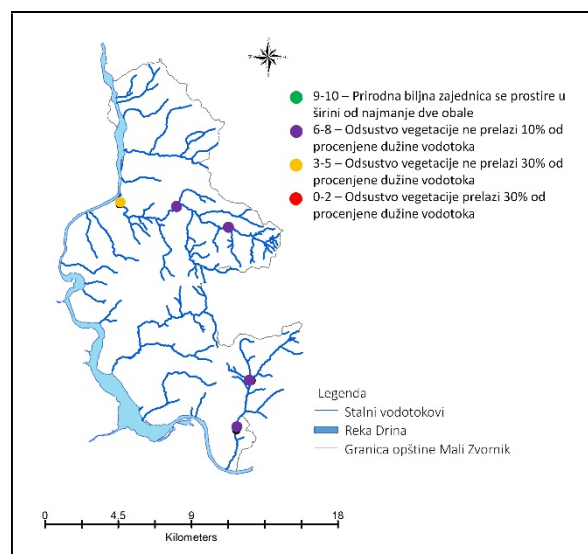 9-10 – Prirodna biljna zajednica se prostire u
širini od najmanje dve obale
6-8 – Odsustvo vegetacije ne prelazi 10% od
procenjene dužine vodotoka
3-5 – Odsustvo vegetacije ne prelazi 30% od
procenjene dužine vodotoka
0-2 – Odsustvo vegetacije prelazi 30% od
procenjene dužine vodotoka
Legenda
Stalni vodotokovi
Reka Drina
Granica opštine Mali Zvornik
0 4.5 9 18
Kilometers